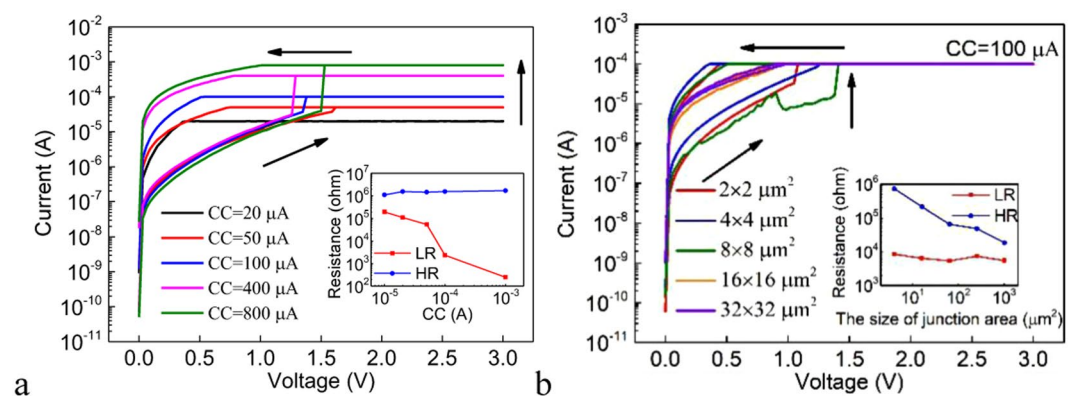 10-2
10-3
10-4
10-5
10-6
10-7
10-8
10-9
10-10
10-11
Current (A)
CC=20 μA
CC=50 μA
CC=100 μA
CC=400 μA
CC=800 μA
107
106
105
104
103
102
Resistance (ohm)
LR
HR
10-5 10-4 10-3
CC (A)
0.0 0.5 1.0 1.5 2.0 2.5 3.0
Voltage (V)
a
10-3
10-4
10-5
10-6
10-7
10-8
10-9
10-10
10-11
Current (A)
CC=100 μA
2×2 μm2
4×4 μm2
8×8 μm2
16×16 μm2
32×32 μm2
106
105
104
103
Resistance (ohm)
LR
HR
101 102 103
The size of junction area (μm2)
0.0 0.5 1.0 1.5 2.0 2.5 3.0
Voltage (V)
b